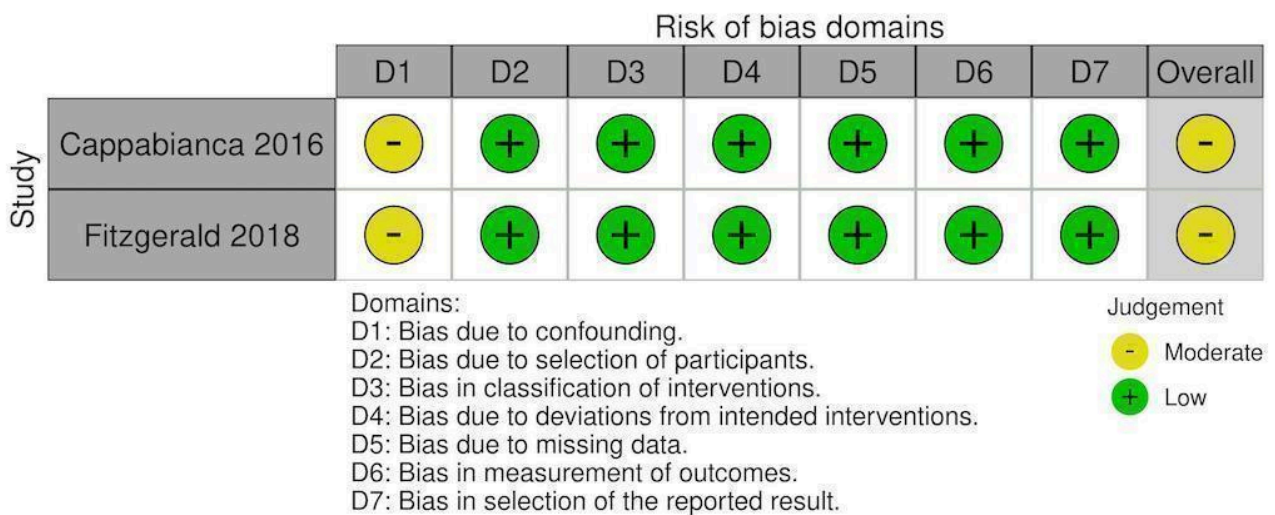 Risk of bias domains
D1 D2 D3 D4 D5 D6 D7 Overall
Study
Cappabianca 2016 - + + + + + + -
Fitzgerald 2018 - + + + + + + -
Domains:
D1: Bias due to confounding.
D2: Bias due to selection of participants.
D3: Bias in classification of interventions.
D4: Bias due to deviations from intended interventions.
D5: Bias due to missing data.
D6: Bias in measurement of outcomes.
D7: Bias in selection of the reported result.
Judgement
- Moderate
+ Low